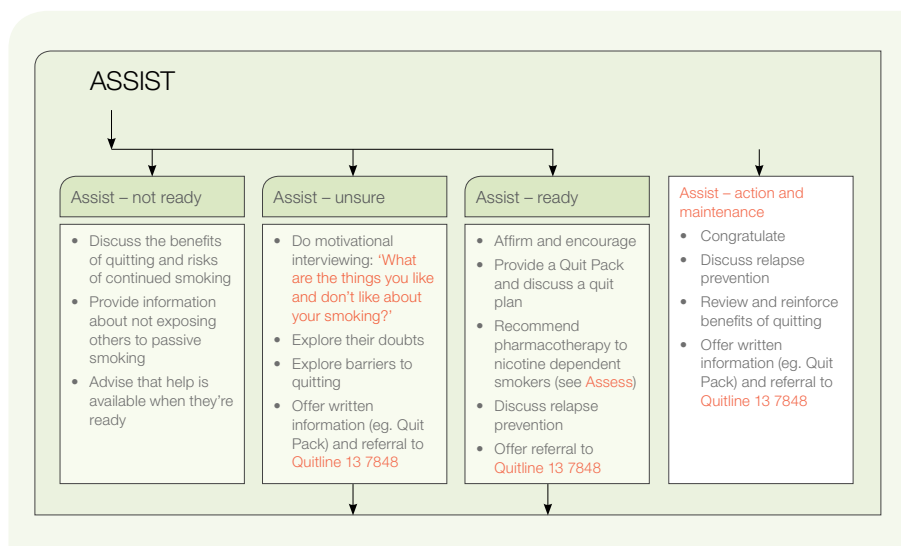 ASSIST
Assist – not ready
• Discuss the benefits
of quitting and risks
of continued smoking
• Provide information
about not exposing
others to passive
smoking
• Advise that help is
available when they're
ready
Assist – unsure
• Do motivational
interviewing: ‘What
are the things you like
and don't like about
your smoking?’
• Explore their doubts
• Explore barriers to
quitting
• Offer written
information (eg. Quit
Pack) and referral to
Quitline 13 7848
Assist – ready
• Affirm and encourage
• Provide a Quit Pack
and discuss a quit
plan
• Recommend
pharmacotherapy to
nicotine dependent
smokers (see Assess)
• Discuss relapse
prevention
• Offer referral to
Quitline 13 7848
Assist – action and
maintenance
• Congratulate
• Discuss relapse
prevention
• Review and reinforce
benefits of quitting
• Offer written
information (eg. Quit
Pack) and referral to
Quitline 13 7848